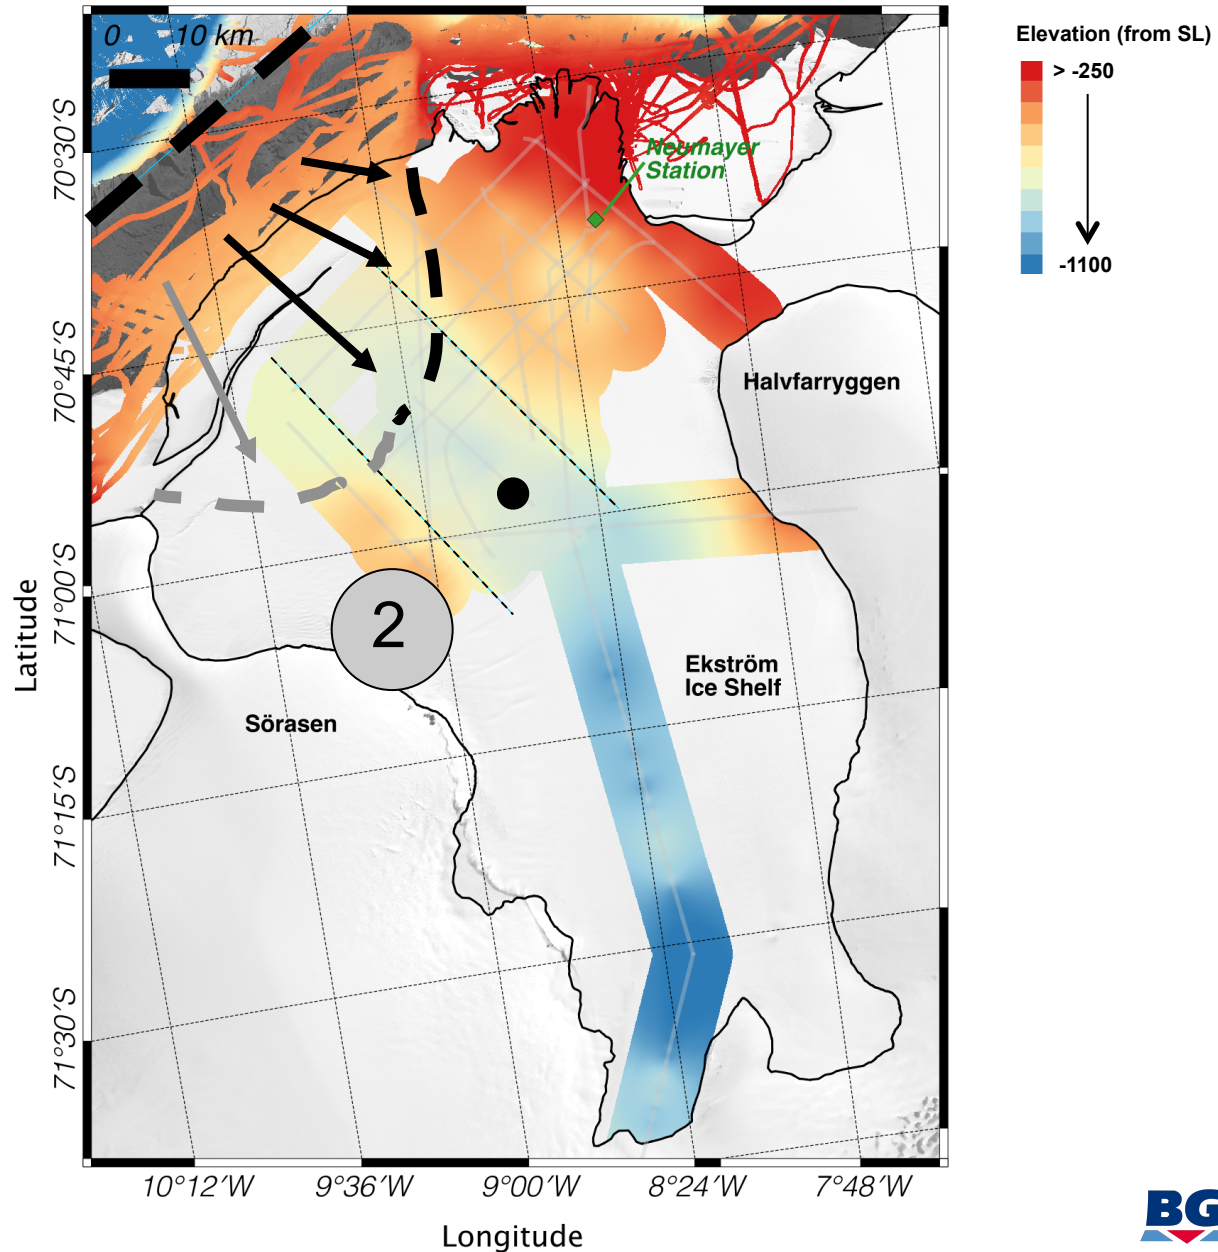 0 10 km
Elevation (from SL)
> -250
-1100
Neumayer
Station
Halvfarryggen
2
Ekström
Ice Shelf
Sörasen
70°30'S
70°45'S
71°00'S
71°15'S
71°30'S
Latitude
10°12'W 9°36'W 9°00'W 8°24'W 7°48'W
Longitude
BG